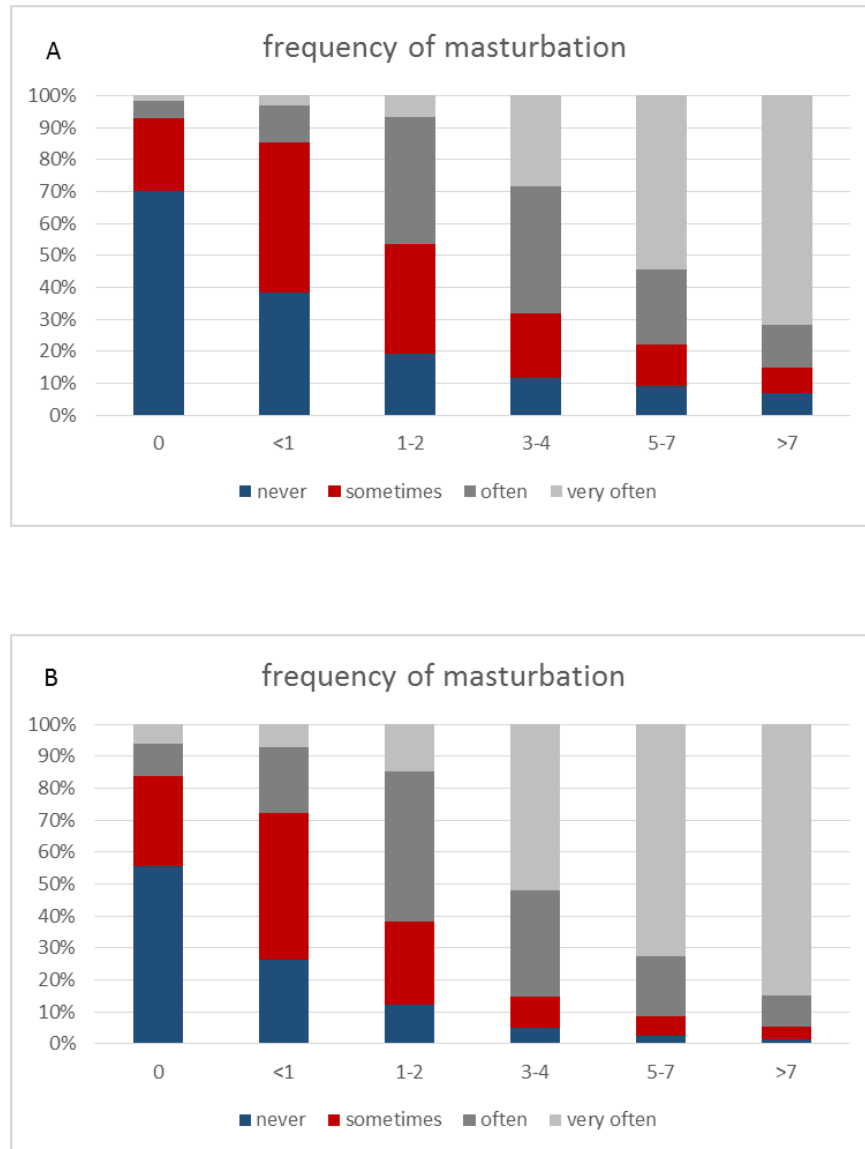 A
frequency of masturbation
100%
90%
80%
70%
60%
50%
40%
30%
20%
10%
0%
0 <1 1-2 3-4 5-7 >7
never sometimes often very often
B
frequency of masturbation
100%
90%
80%
70%
60%
50%
40%
30%
20%
10%
0%
0 <1 1-2 3-4 5-7 >7
never sometimes often very often